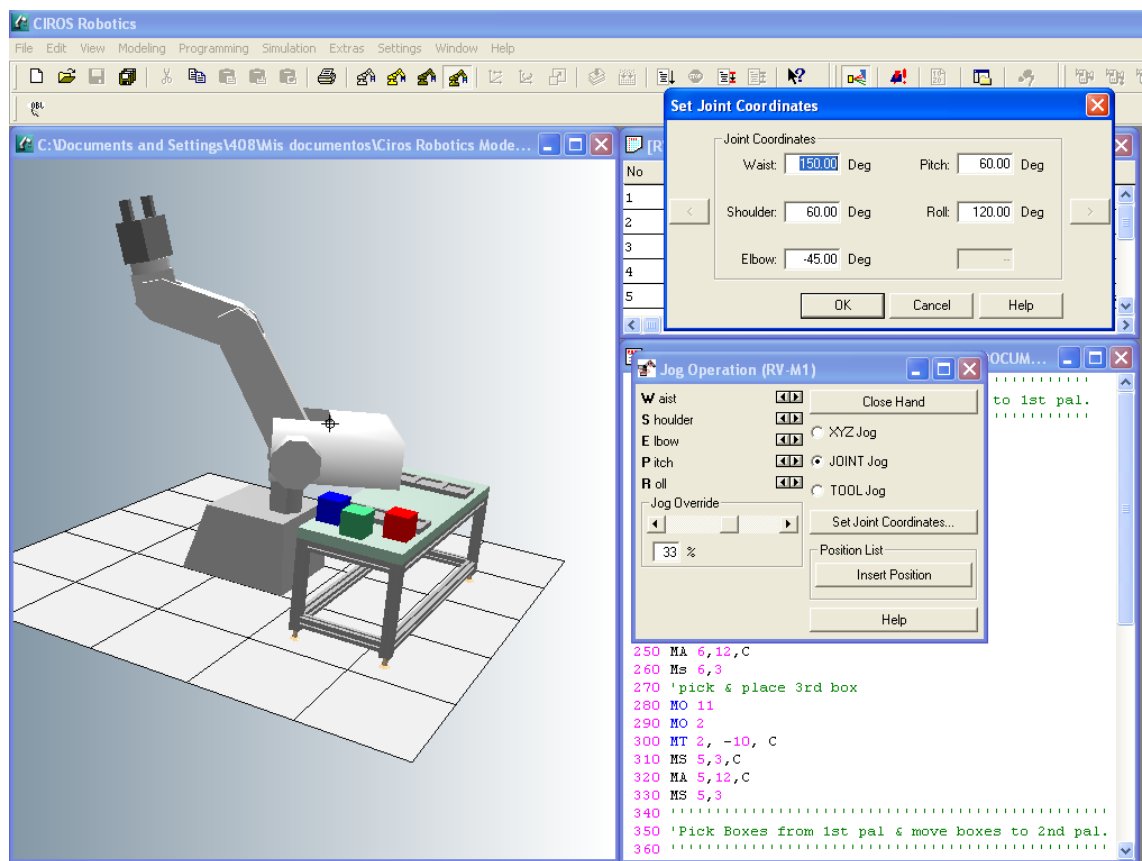 CIROS Robotics
File Edit View Modeling Programming Simulation Extras Settings Window Help
C:\Documents and Settings\408\Mis documentos\Ciros Robotics Mode...
No
1
2
3
4
5
Set Joint Coordinates
Joint Coordinates
Waist: 150.00 Deg Pitch: 60.00 Deg
< Shoulder: 60.00 Deg Roll: 120.00 Deg >
Elbow: -45.00 Deg --
OK Cancel Help
OCUM...
to 1st pal.
Jog Operation (RV-M1)
W aist Close Hand
S houlder XYZ Jog
E lbow
P itch JOINT Jog
R oll TOOL Jog
Jog Override
Set Joint Coordinates...
33 % Position List
Insert Position
Help
250 MA 6,12,C
260 Ms 6,3
270 'pick & place 3rd box
280 MO 11
290 MO 2
300 MT 2, -10, C
310 MS 5,3,C
320 MA 5,12,C
330 MS 5,3
340 ''''''''''''''''''''''''''''''''''''''''''''
350 'Pick Boxes from 1st pal & move boxes to 2nd pal.
360 ''''''''''''''''''''''''''''''''''''''''''''